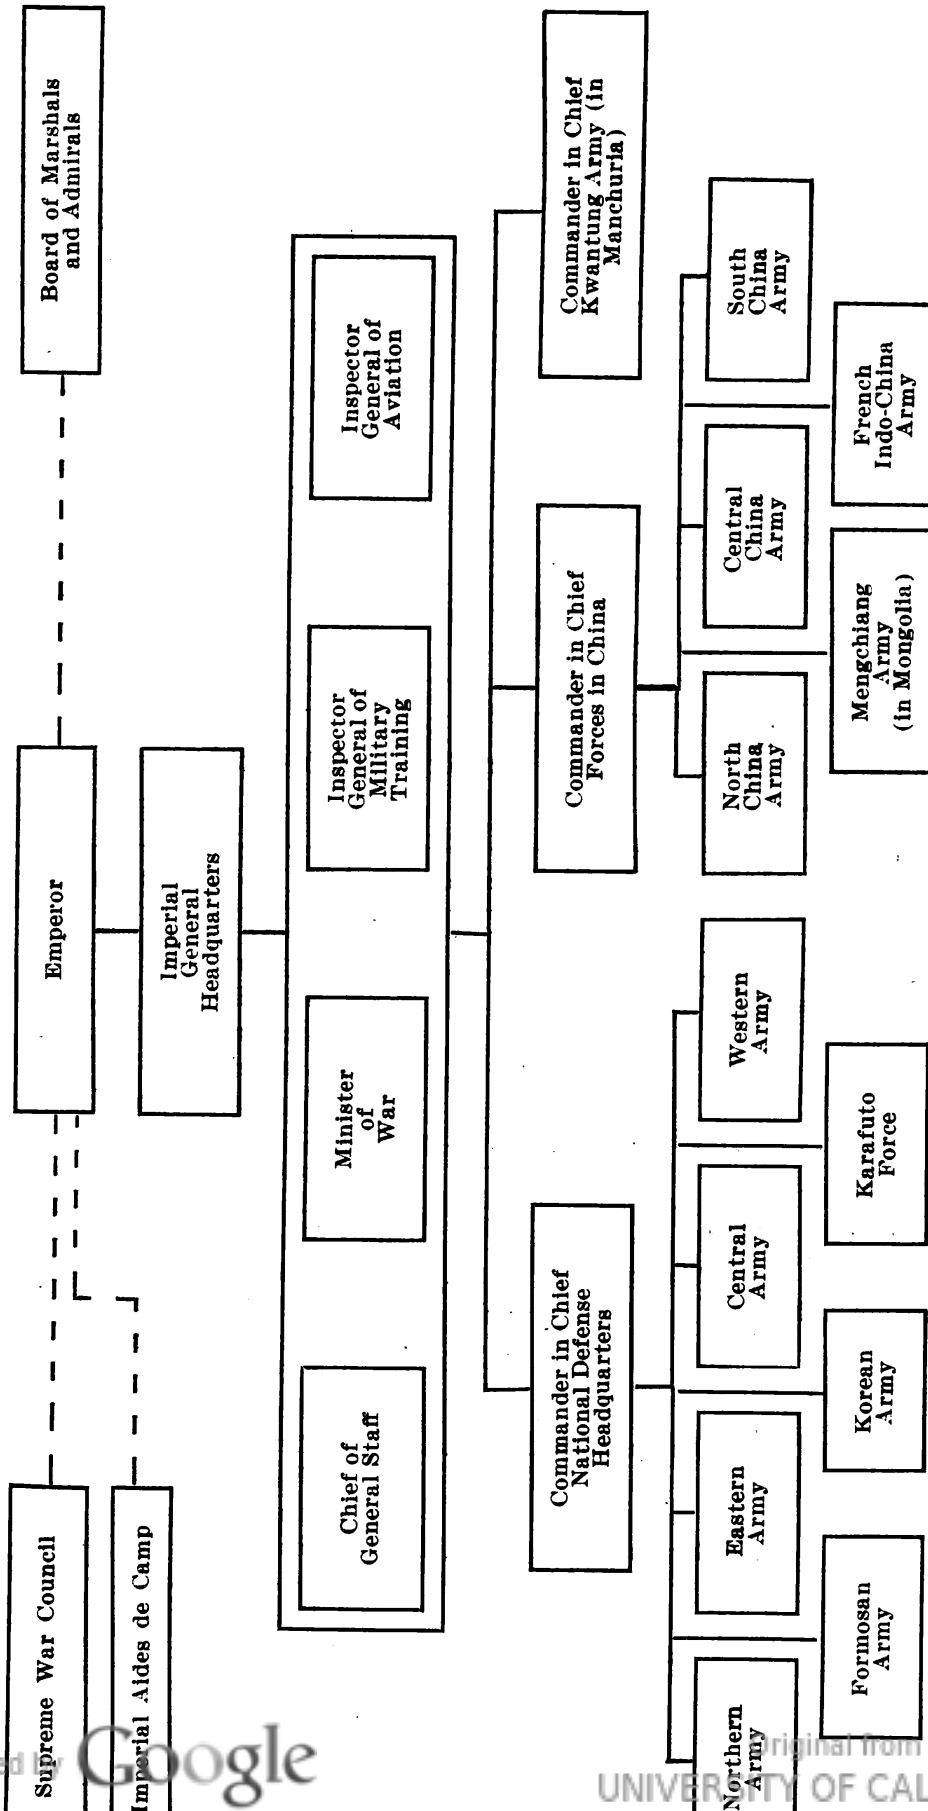 Supreme War Council
Emperor
Board of Marshals
and Admirals
Imperial Aides de Camp
Imperial
General
Headquarters
Chief of
General Staff
Minister
of
War
Inspector
General of
Military
Training
Inspector
General of
Aviation
Commander in Chief
National Defense
Headquarters
Commander in Chief
Forces in China
Commander in Chief
Kwantung Army (in
Manchuria)
Northern
Army
Eastern
Army
Central
Army
Western
Army
North
China
Army
Central
China
Army
South
China
Army
Formosan
Army
Korean
Army
Karafuto
Force
Mengchiang
Army
(in Mongolia)
French
Indo-China
Army
ed by Google
Original from
UNIVERSITY OF CAL